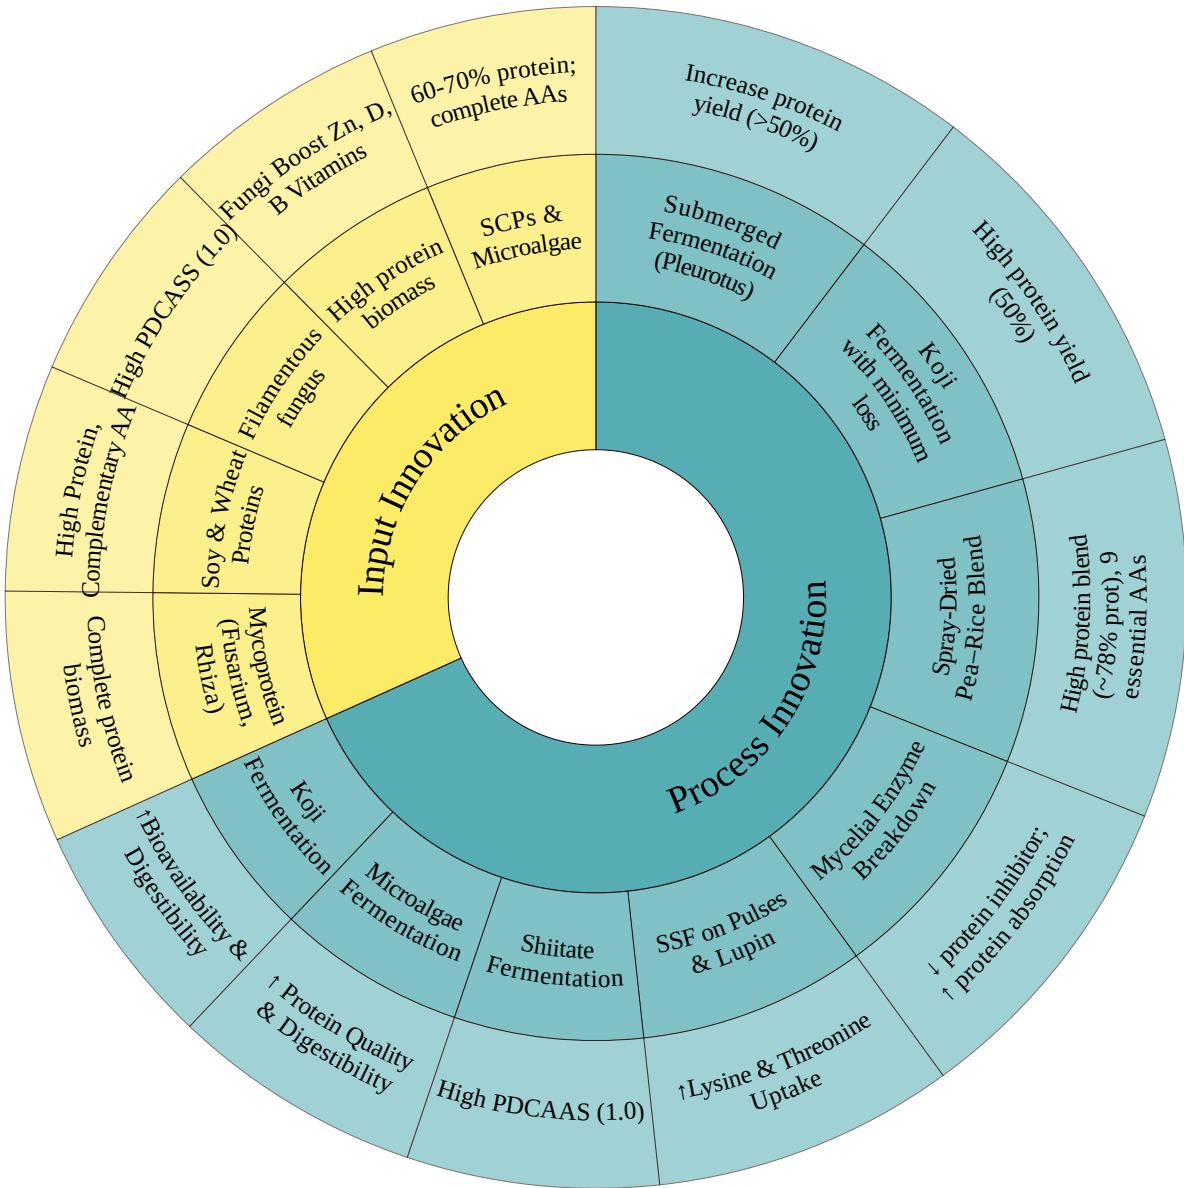 Input Innovation
Process Innovation
Submerged
Fermentation
(Pleurotus)
Increase protein
yield (>50%)
Koji
Fermentation
with minimum
loss
High protein yield
(50%)
Spray-Dried
Pea–Rice Blend
High protein blend
(~78% prot), 9
essential AAs
Mycelial Enzyme
Breakdown
↓ protein inhibitor;
↑ protein absorption
SSF on Pulses
& Lupin
↑Lysine & Threonine
Uptake
Shiitate
Fermentation
High PDCAAS (1.0)
Microalgae
Fermentation
↑ Protein Quality
& Digestibility
Koji
Fermentation
↑Bioavailability &
Digestibility
Mycoprotein
(Fusarium,
Rhiza)
Complete protein
biomass
Soy & Wheat
Proteins
High Protein,
Complementary AA
Filamentous
fungus
High PDCASS (1.0)
High protein
biomass
Fungi Boost Zn, D,
B Vitamins
SCPs &
Microalgae
60-70% protein;
complete AAs